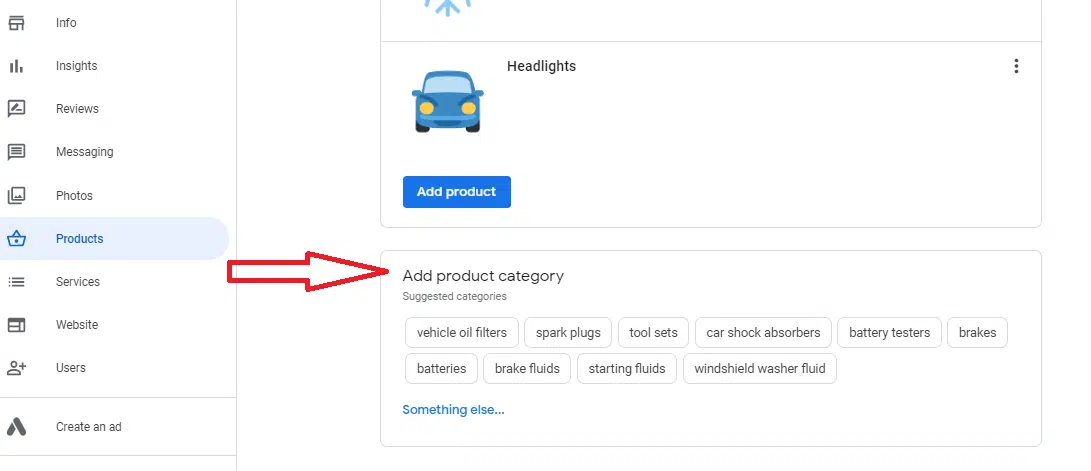 Info
Insights
Reviews
Messaging
Photos
Products
Services
Website
Users
Create an ad
Headlights
Add product
Add product category
Suggested categories
vehicle oil filters spark plugs tool sets car shock absorbers battery testers brakes
batteries brake fluids starting fluids windshield washer fluid
Something else...